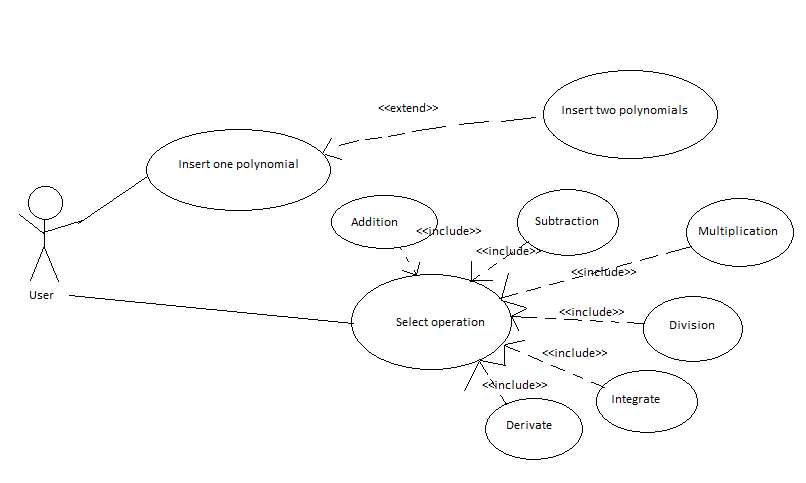 <<extend>>
Insert two polynomials
Insert one polynomial
Addition
<<include>>
Subtraction
<<include>>
Multiplication
<<include>>
User
Select operation
<<include>>
Division
<<include>>
Integrate
<<include>>
Derivate